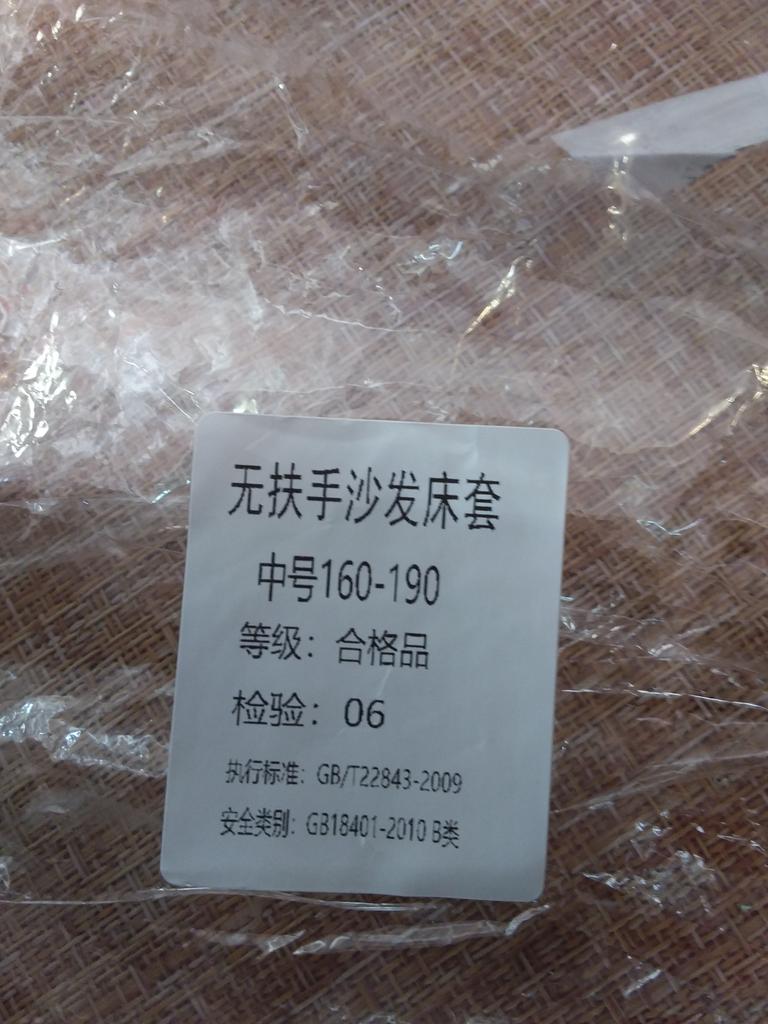 无扶手沙发床套
中号160-190
等级：合格品
检验：06
执行标准：GB/T22843-2009
安全类别：GB18401-2010 B类